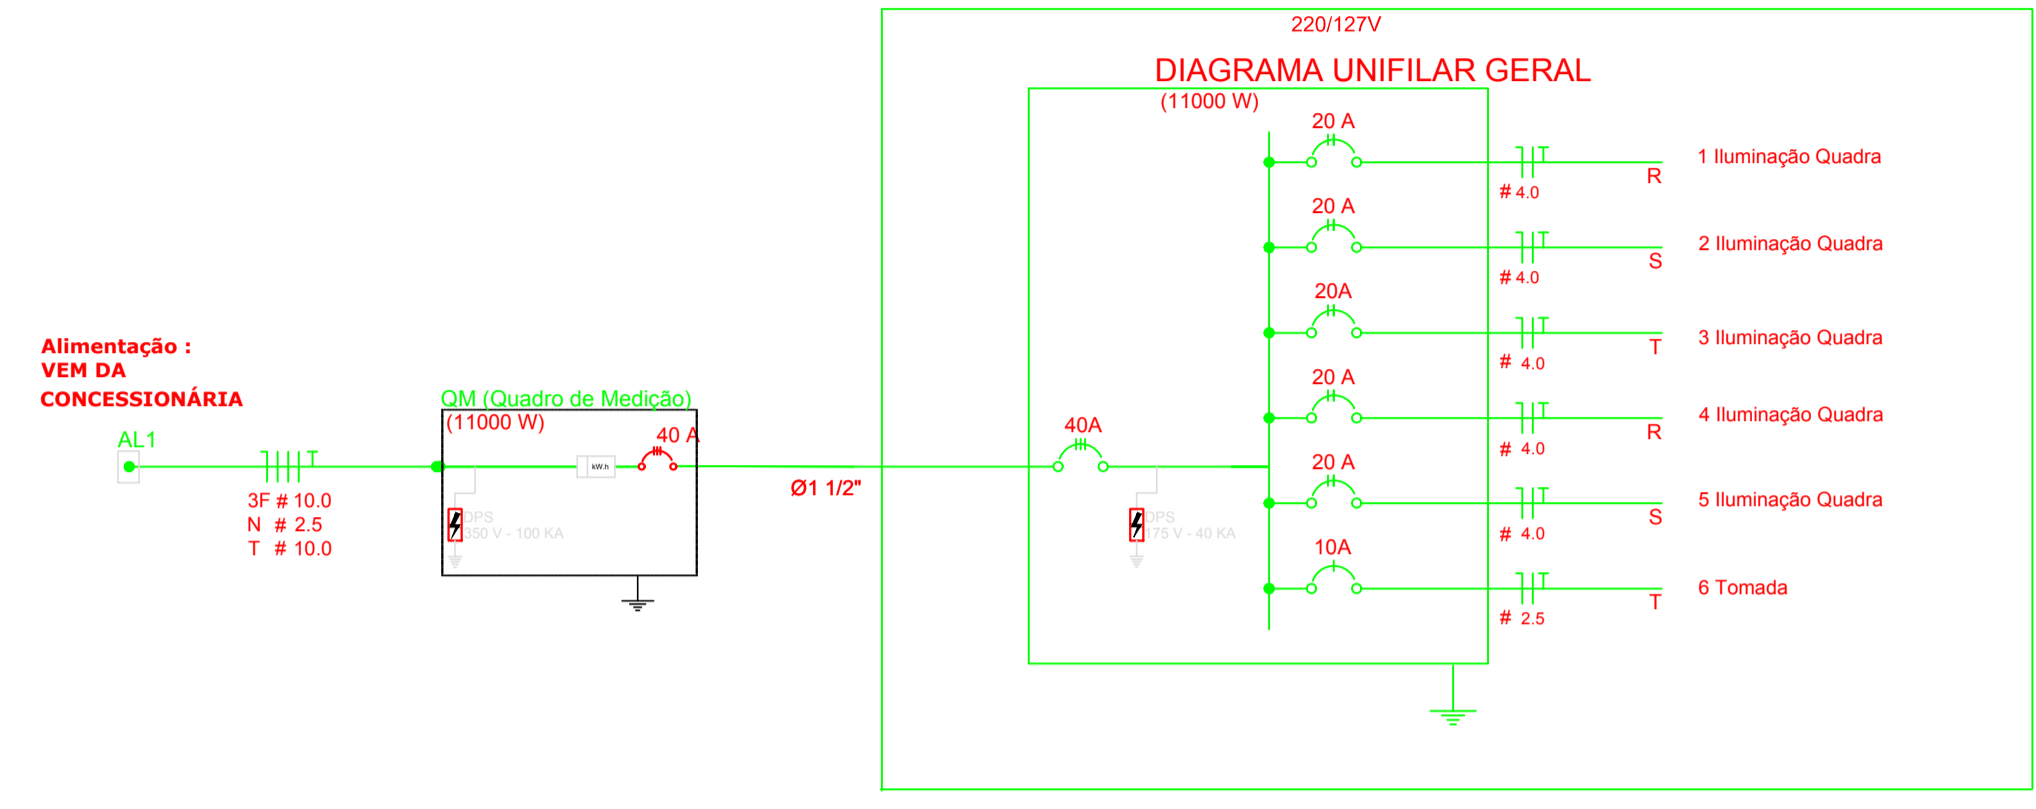 220/127V
DIAGRAMA UNIFILAR GERAL
(11000 W)
20 A
1 Iluminação Quadra
R
# 4.0
20 A
2 Iluminação Quadra
S
# 4.0
20A
3 Iluminação Quadra
T
# 4.0
20 A
4 Iluminação Quadra
R
# 4.0
20 A
5 Iluminação Quadra
S
# 4.0
10A
6 Tomada
T
# 2.5
Alimentação :
VEM DA
CONCESSIONÁRIA
AL1
3F # 10.0
N # 2.5
T # 10.0
QM (Quadro de Medição)
(11000 W)
40 A
kW.h
DPS
350 V - 100 KA
Ø1 1/2"
40A
DPS
175 V - 40 KA